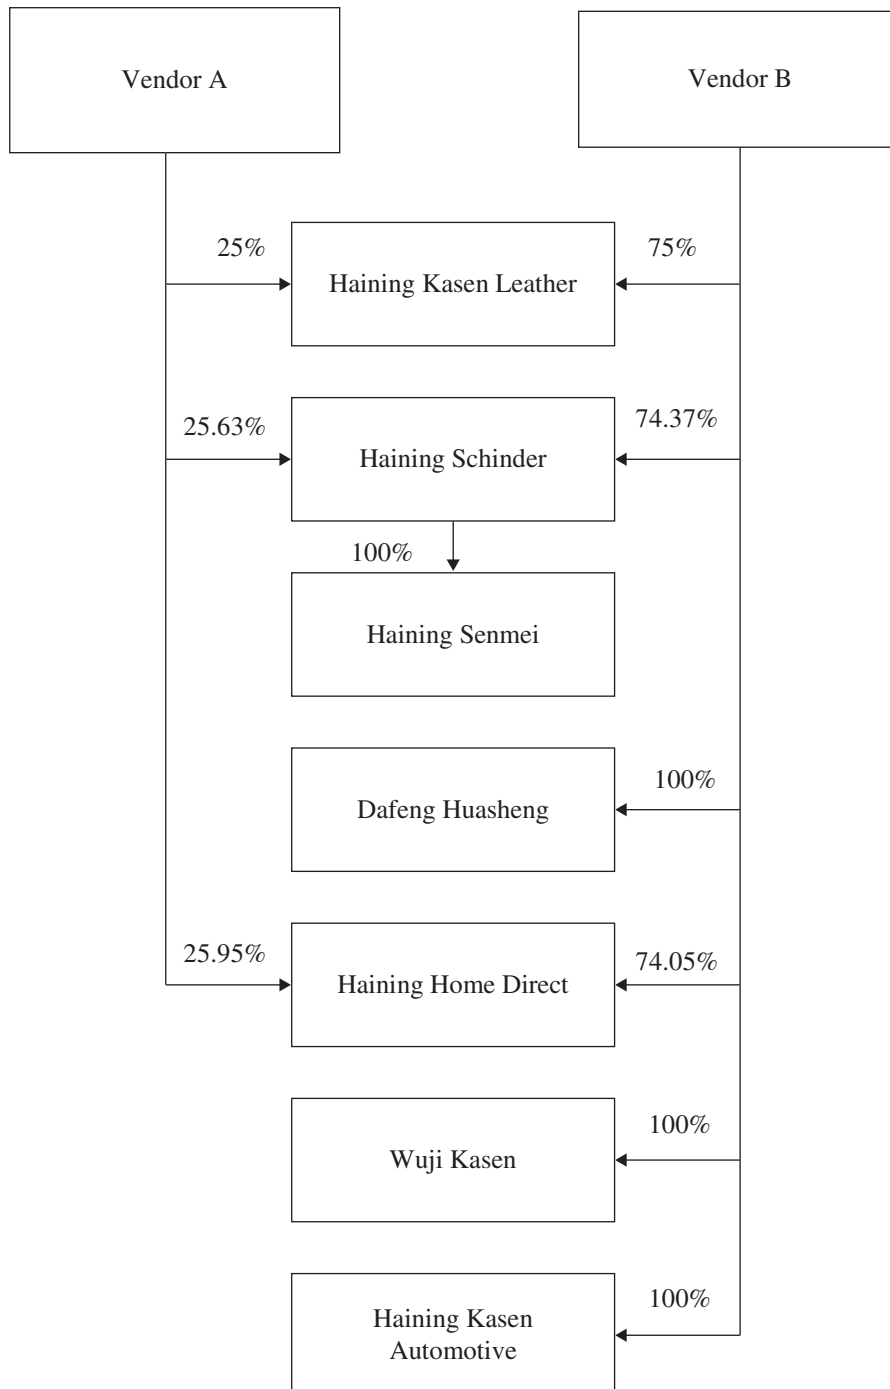 Vendor A
Vendor B
25%
75%
Haining Kasen Leather
25.63%
74.37%
Haining Schinder
100%
Haining Senmei
100%
Dafeng Huasheng
25.95%
74.05%
Haining Home Direct
100%
Wuji Kasen
100%
Haining Kasen
Automotive